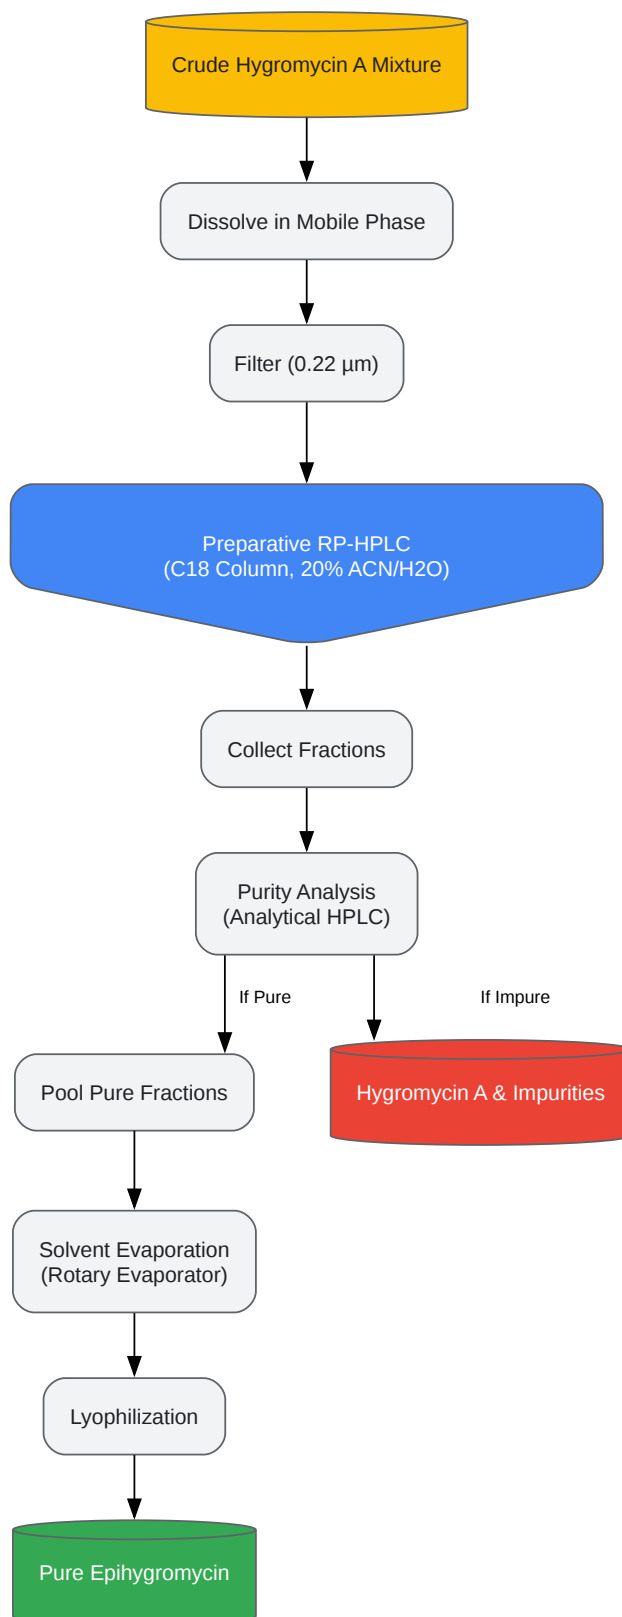 Crude Hygromycin A Mixture
Dissolve in Mobile Phase
Filter (0.22 µm)
Preparative RP-HPLC
(C18 Column, 20% ACN/H2O)
Collect Fractions
Purity Analysis
(Analytical HPLC)
If Pure
If Impure
Pool Pure Fractions
Hygromycin A & Impurities
Solvent Evaporation
(Rotary Evaporator)
Lyophilization
Pure Epihygromycin